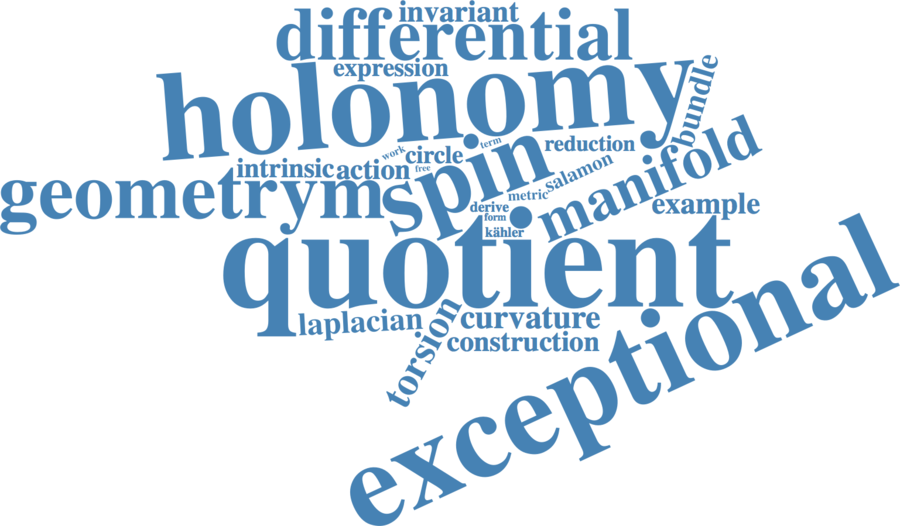 invariant
differential
expression
holonomy
bundle
work
circle
term
reduction
manifold
intrinsic
action
free
spin
salamon
geometrym
metric
derive
form
example
kähler
quotient
exceptional
laplacian
torsion
curvature
construction